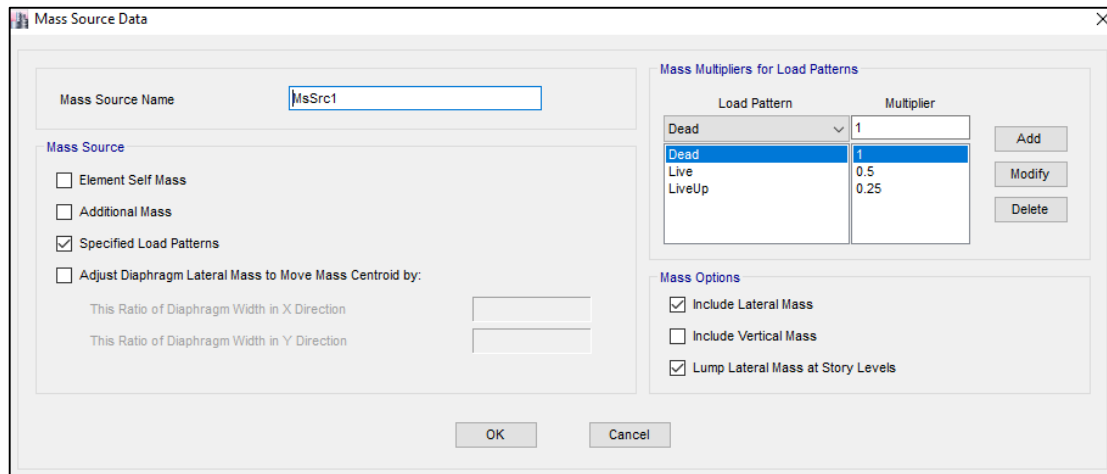 Mass Source Data
Mass Source Name
MsSrc1
Mass Source
Element Self Mass
Additional Mass
Specified Load Patterns
Adjust Diaphragm Lateral Mass to Move Mass Centroid by:
This Ratio of Diaphragm Width in X Direction
This Ratio of Diaphragm Width in Y Direction
Mass Multipliers for Load Patterns
Load Pattern Multiplier
Dead 1
Dead 1
Live 0.5
LiveUp 0.25
Add
Modify
Delete
Mass Options
Include Lateral Mass
Include Vertical Mass
Lump Lateral Mass at Story Levels
OK Cancel